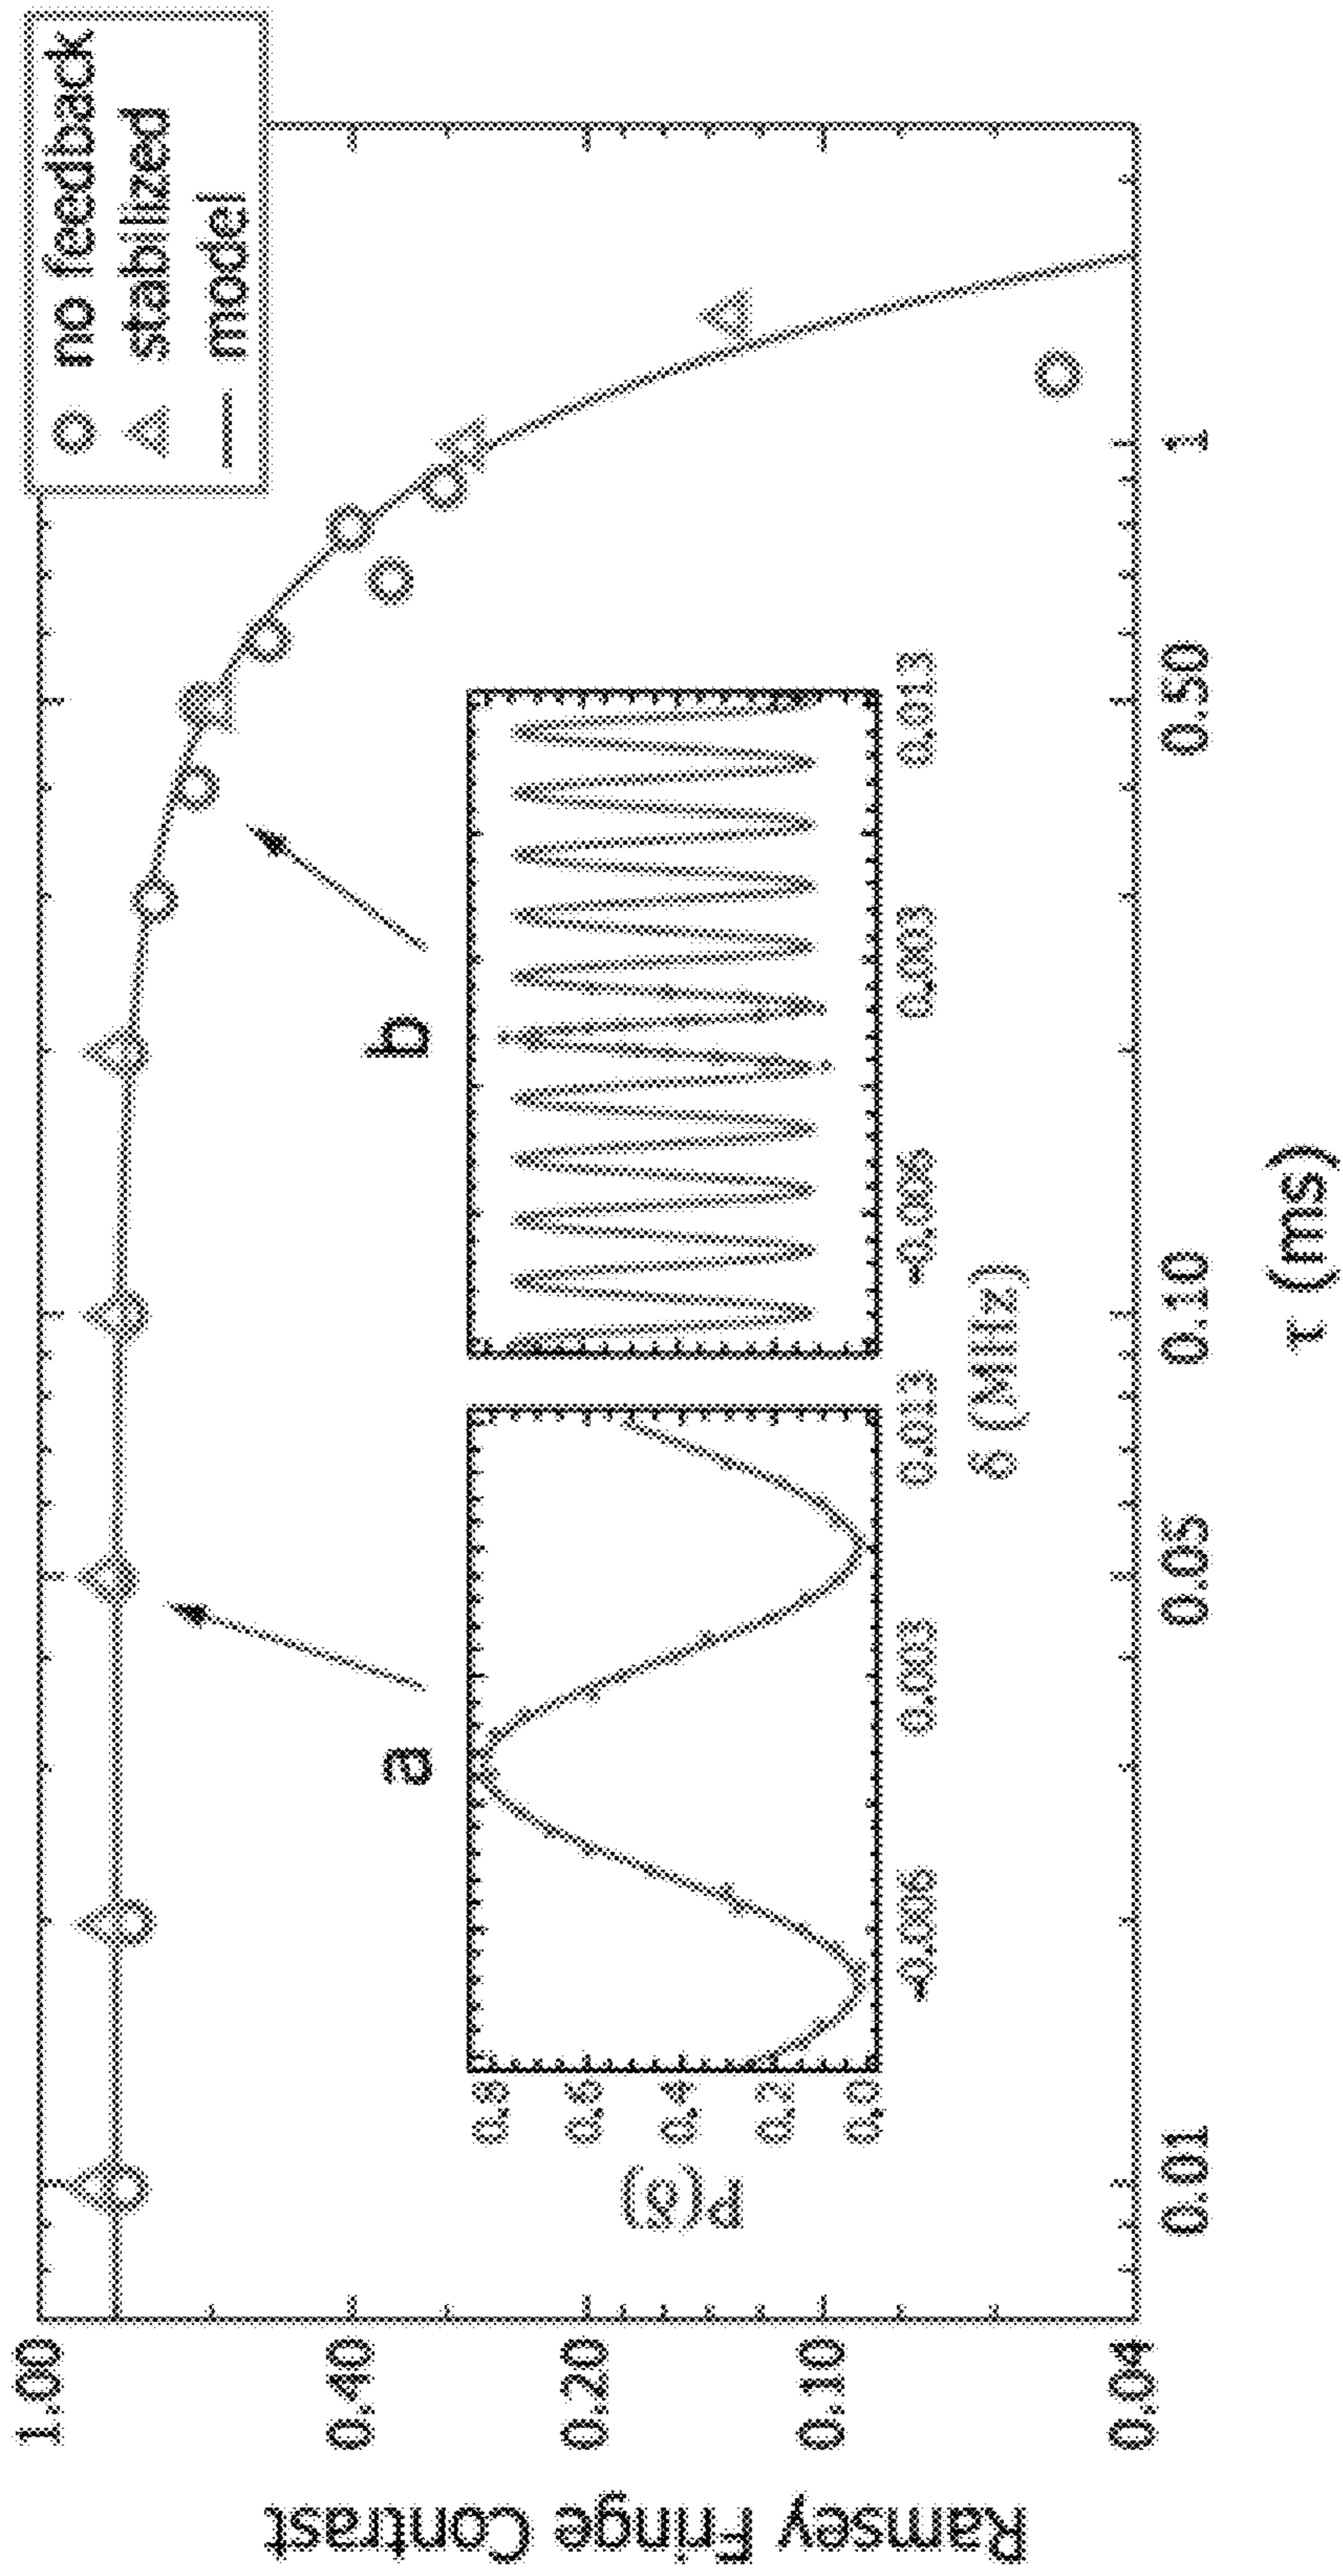 no feedback
stabilized
model
Ramsey Fringe Contrast
1.00
0.40
0.20
0.10
0.04
a
b
P(δ)
0.8
0.6
0.4
0.2
0.0
-0.006
0.003
0.013
-0.006
0.003
0.013
δ (MHz)
0.01
0.05
0.10
0.50
1
τ (ms)